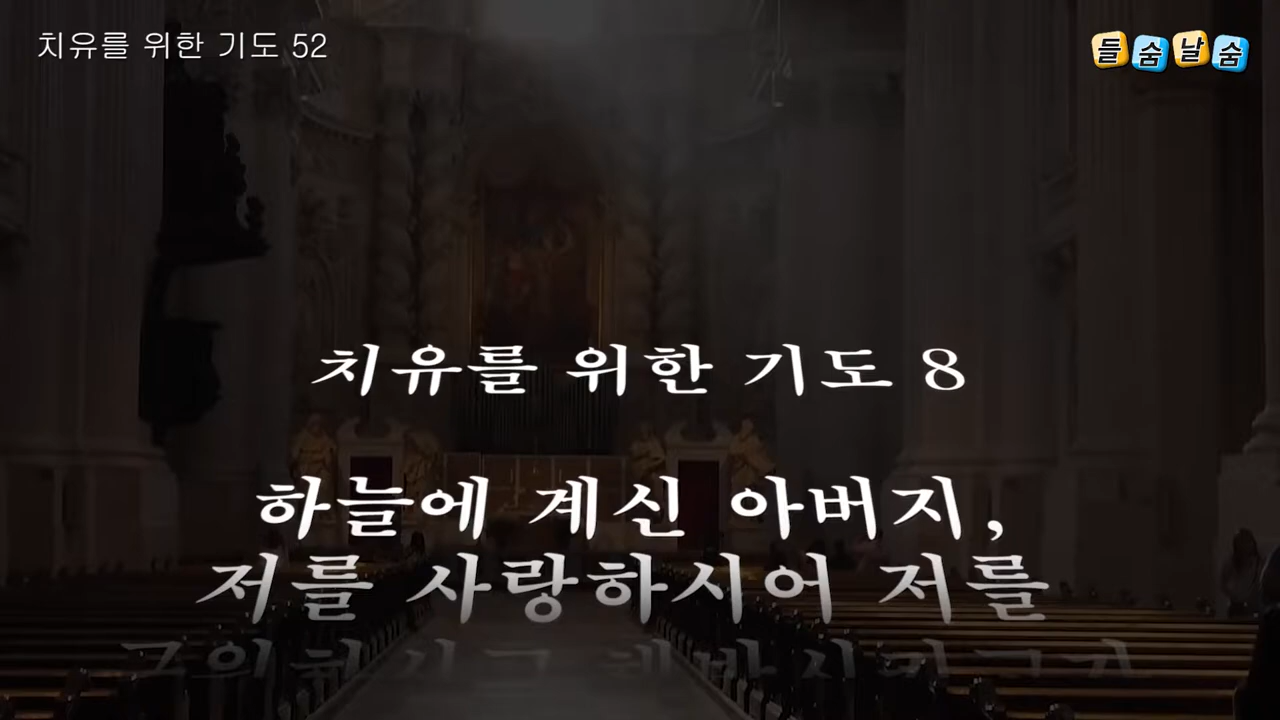 치유를 위한 기도 52
들숨날숨
치유를 위한 기도 8
하늘에 계신 아버지,
저를 사랑하시어 저를